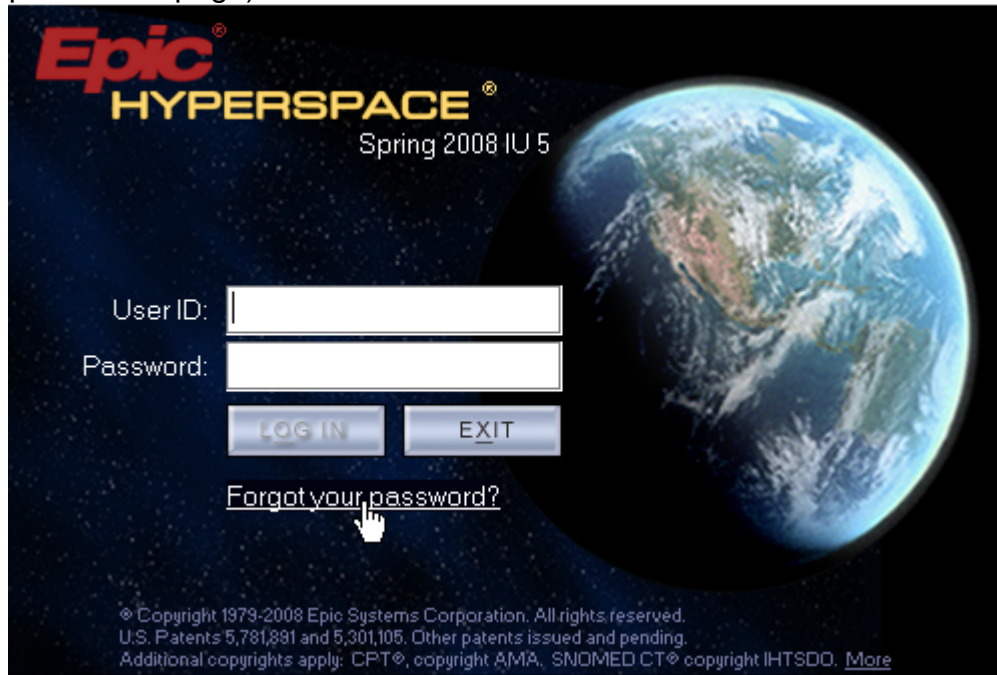 Epic®
HYPERSPACE ®
Spring 2008 IU 5
User ID:
Password:
LOG IN EXIT
Forgot your password?
© Copyright 1979-2008 Epic Systems Corporation. All rights reserved.
U.S. Patents 5,781,891 and 5,301,105. Other patents issued and pending.
Additional copyrights apply: CPT®, copyright AMA. SNOMED CT® copyright IHTSDO. More